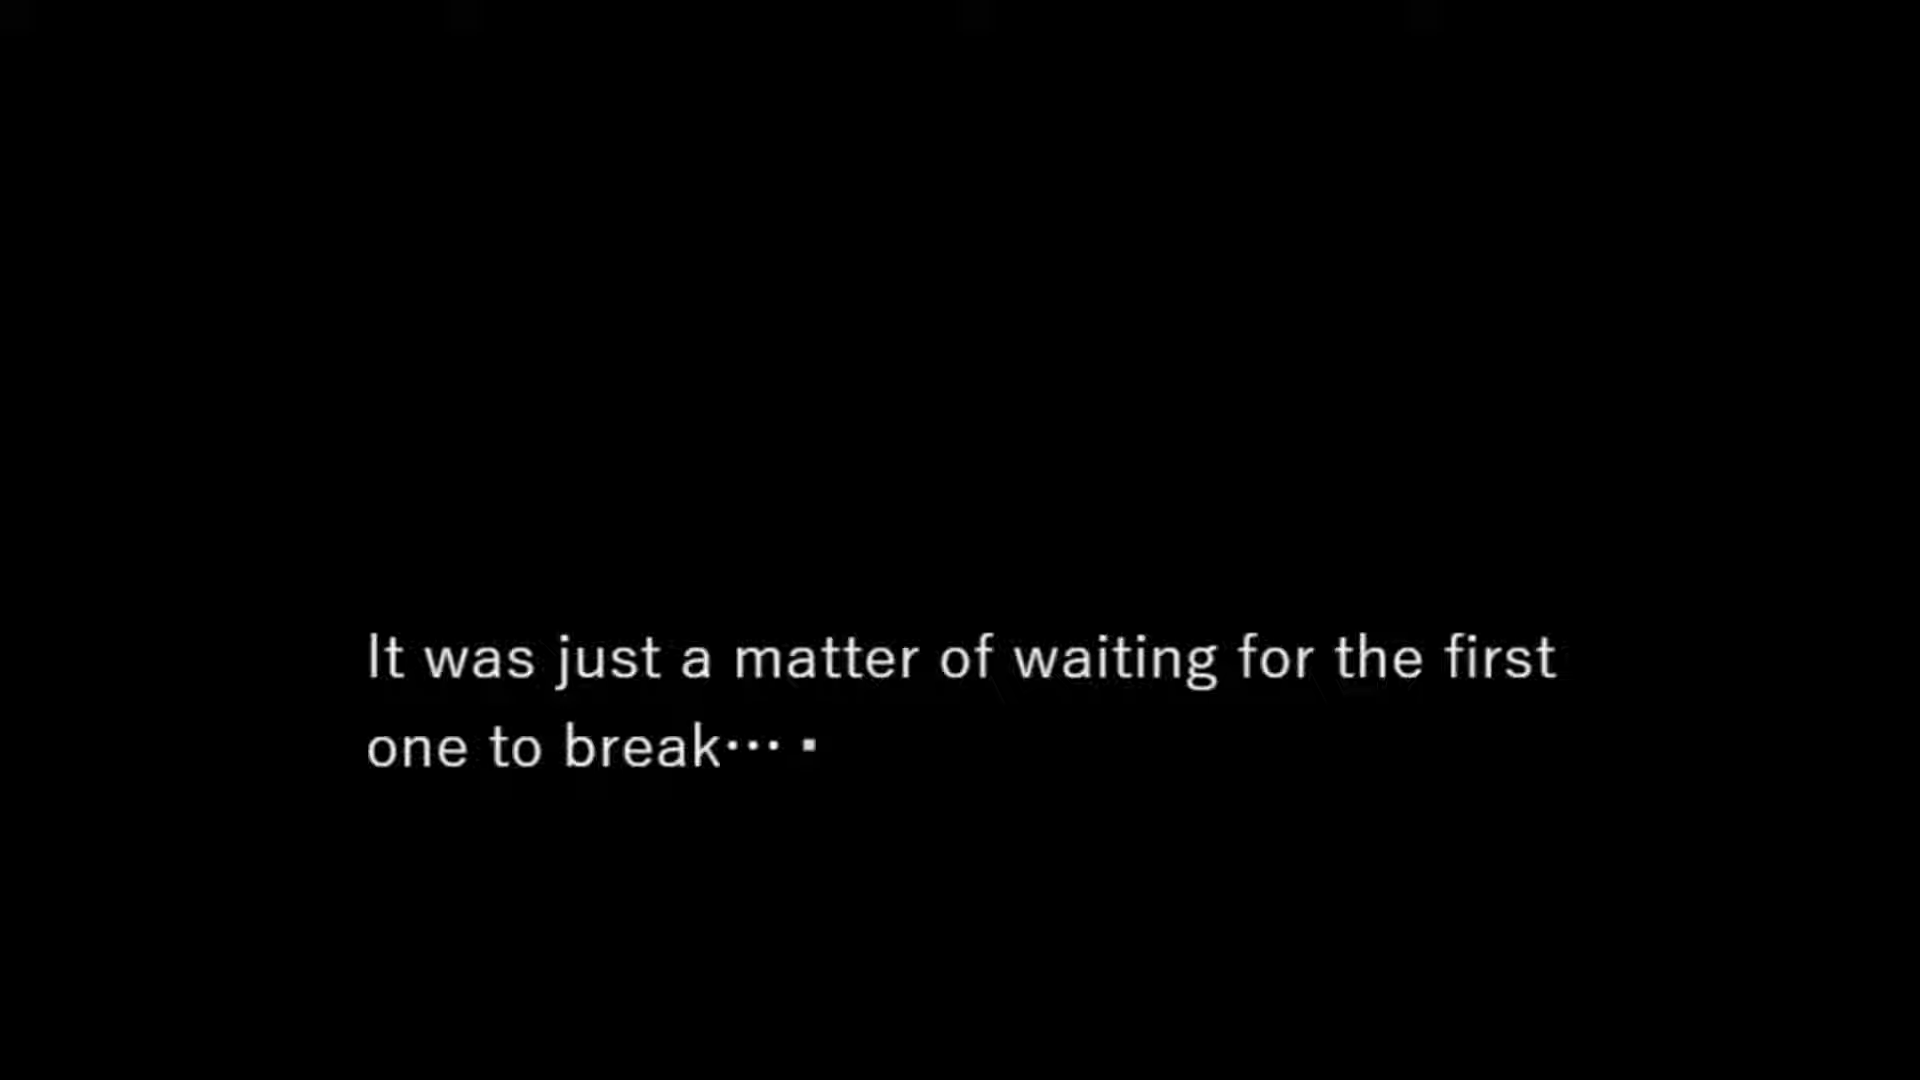 It was just a matter of waiting for the first
one to break… ▪